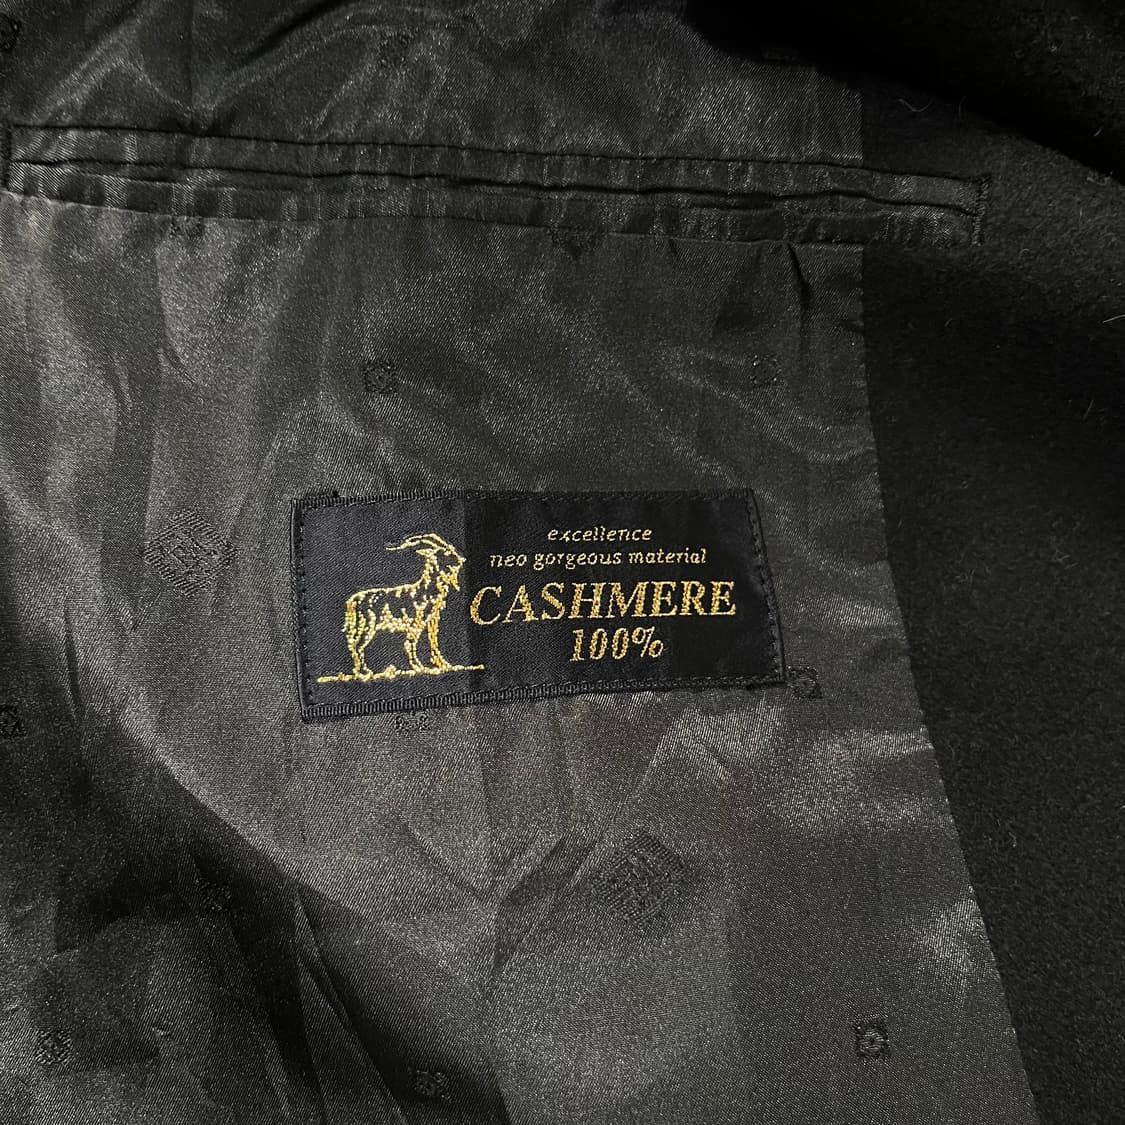 excellence
neo gorgeous material
CASHMERE
100%